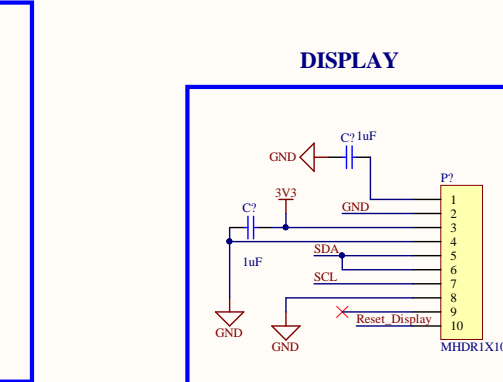 DISPLAY
C? 1uF
GND
P?
3V3
C?
GND
1uF
SDA
SCL
Reset_Display
1
2
3
4
5
6
7
8
9
10
GND
GND
MHDR1X10